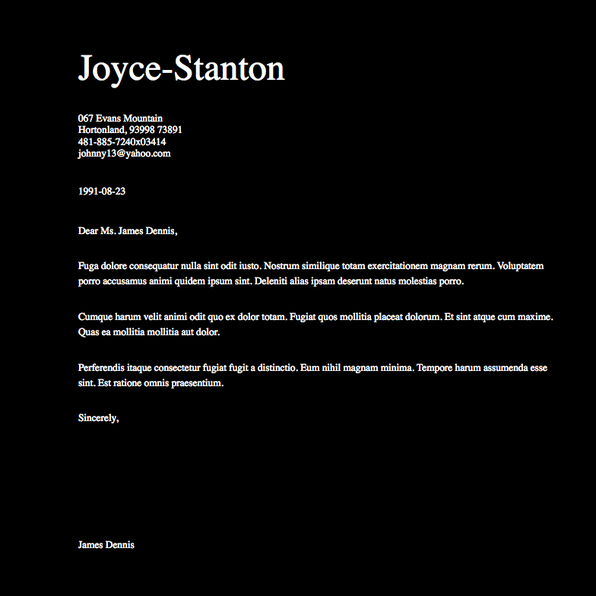 Joyce-Stanton
067 Evans Mountain
Hortonland, 93998 73891
481-885-7240x03414
johnny13@yahoo.com
1991-08-23
Dear Ms. James Dennis,
Fuga dolore consequatur nulla sint odit iusto. Nostrum similique totam exercitationem magnam rerum. Voluptatem
porro accusamus animi quidem ipsum sint. Deleniti alias ipsam deserunt natus molestias porro.
Cumque harum velit animi odit quo ex dolor totam. Fugiat quos mollitia placeat dolorum. Et sint atque cum maxime.
Quas ea mollitia mollitia aut dolor.
Perferendis itaque consectetur fugiat fugit a distinctio. Eum nihil magnam minima. Tempore harum assumenda esse
sint. Est ratione omnis praesentium.
Sincerely,
James Dennis